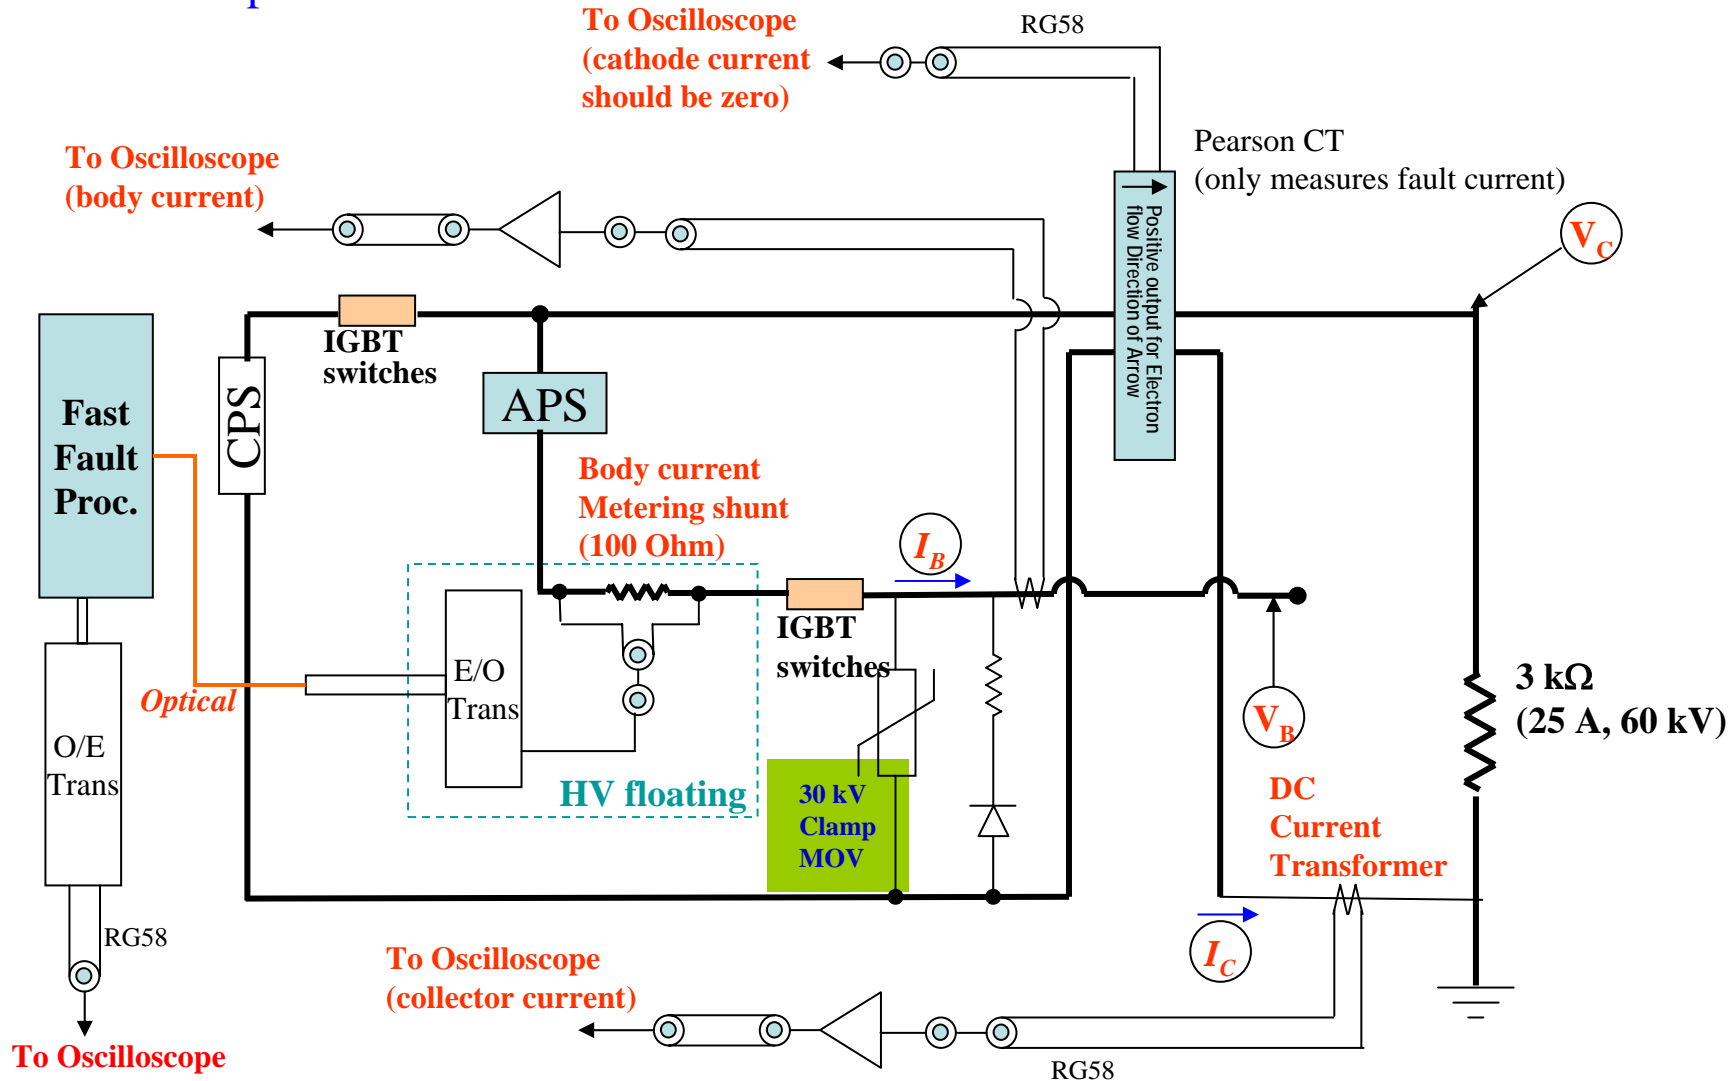 To Oscilloscope
(cathode current
should be zero)
RG58
Pearson CT
(only measures fault current)
To Oscilloscope
(body current)
VC
Positive output for Electron
flow Direction of Arrow
IGBT
switches
CPS
APS
Fast
Fault
Proc.
Body current
Metering shunt
(100 Ohm)
IB
IGBT
switches
E/O
Trans
Optical
HV floating
O/E
Trans
30 kV
Clamp
MOV
VB
3 kΩ
(25 A, 60 kV)
DC
Current
Transformer
RG58
IC
To Oscilloscope
(collector current)
To Oscilloscope
RG58